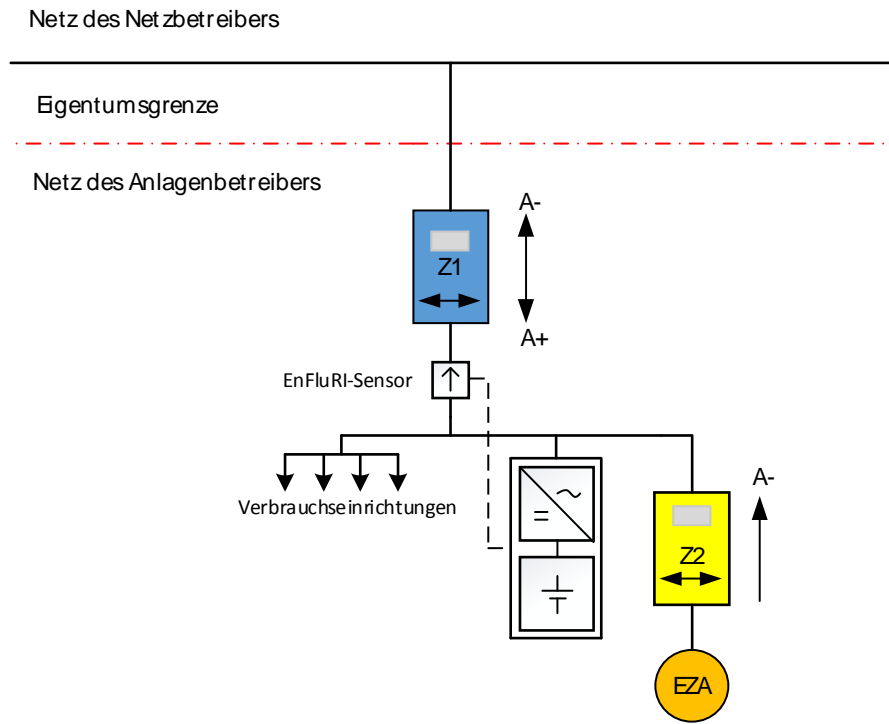 Netz des Netzbetreibers
Eigentumsgrenze
Netz des Anlagenbetreibers
A-
Z1
A+
EnFluRI-Sensor
A-
Verbrauchseinrichtungen
Z2
EZA